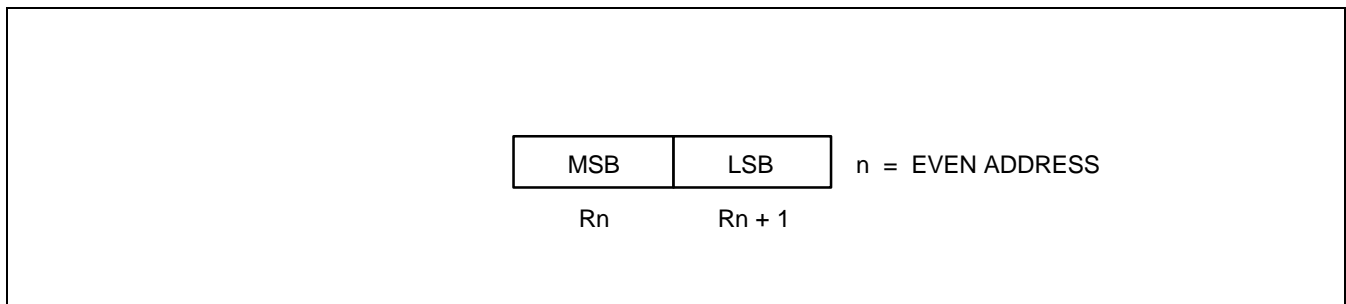 MSB LSB n = EVEN ADDRESS
Rn Rn + 1